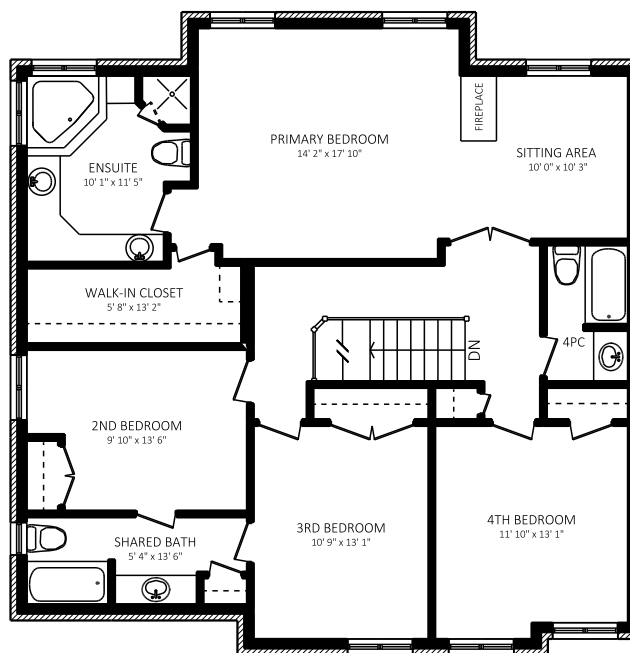 FIREPLACE
PRIMARY BEDROOM
14' 2" x 17' 10"
SITTING AREA
10' 0" x 10' 3"
ENSUITE
10' 1" x 11' 5"
WALK-IN CLOSET
5' 8" x 13' 2"
4PC
DN
2ND BEDROOM
9' 10" x 13' 6"
3RD BEDROOM
10' 9" x 13' 1"
4TH BEDROOM
11' 10" x 13' 1"
SHARED BATH
5' 4" x 13' 6"